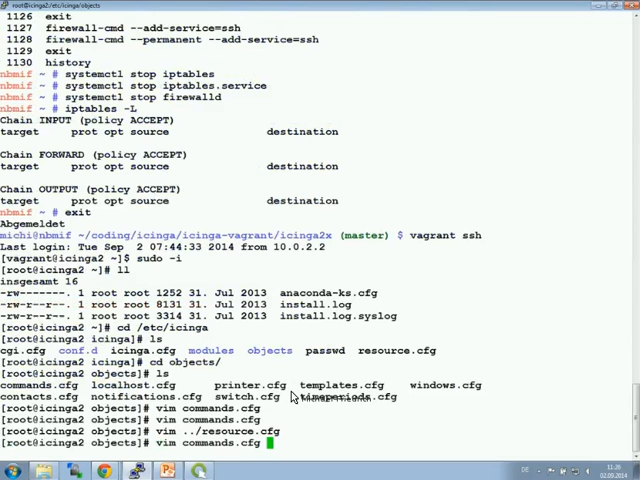 root@icinga2:/etc/icinga/objects
1126  exit
1127  firewall-cmd --add-service=ssh
1128  firewall-cmd --permanent --add-service=ssh
1129  exit
1130  history
nbmif ~ # systemctl stop iptables
nbmif ~ # systemctl stop iptables.service
nbmif ~ # systemctl stop firewalld
nbmif ~ # iptables -L
Chain INPUT (policy ACCEPT)
target     prot opt source               destination
Chain FORWARD (policy ACCEPT)
target     prot opt source               destination
Chain OUTPUT (policy ACCEPT)
target     prot opt source               destination
nbmif ~ # exit
Abgemeldet
michi@nbmif ~/coding/icinga/icinga-vagrant/icinga2x (master) $ vagrant ssh
Last login: Tue Sep  2 07:44:33 2014 from 10.0.2.2
[vagrant@icinga2 ~]$ sudo -i
[root@icinga2 ~]# ll
insgesamt 16
-rw-------. 1 root root 1252 31. Jul 2013  anaconda-ks.cfg
-rw-r--r--. 1 root root 8131 31. Jul 2013  install.log
-rw-r--r--. 1 root root 3314 31. Jul 2013  install.log.syslog
[root@icinga2 ~]# cd /etc/icinga
[root@icinga2 icinga]# ls
cgi.cfg  conf.d  icinga.cfg  modules  objects  passwd  resource.cfg
[root@icinga2 icinga]# cd objects/
[root@icinga2 objects]# ls
commands.cfg  localhost.cfg      printer.cfg  templates.cfg    windows.cfg
contacts.cfg  notifications.cfg  switch.cfg  timeperiods.cfg
[root@icinga2 objects]# vim commands.cfg
[root@icinga2 objects]# vim commands.cfg
[root@icinga2 objects]# vim ../resource.cfg
[root@icinga2 objects]# vim commands.cfg
DE
11:26
02.09.2014